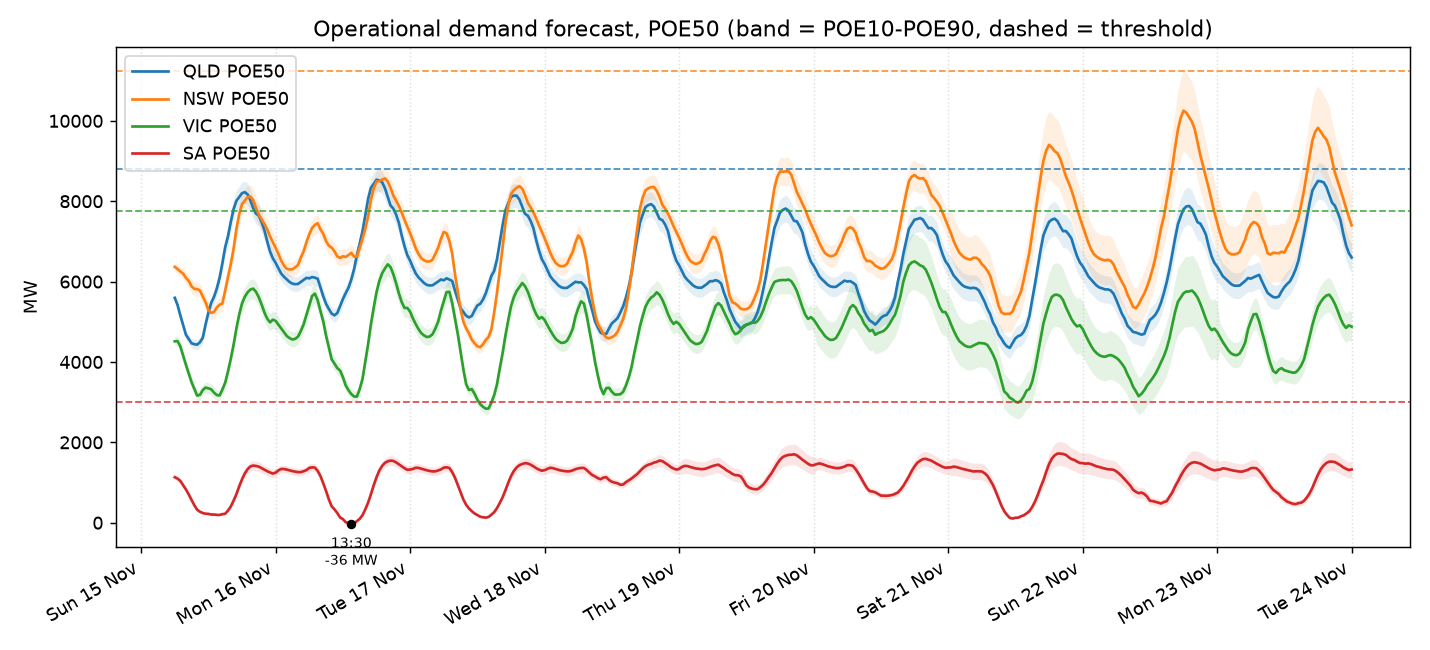 Operational demand forecast, POE50 (band = POE10-POE90, dashed = threshold)
QLD POE50
NSW POE50
VIC POE50
SA POE50
MW
10000
8000
6000
4000
2000
0
13:30
-36 MW
Sun 15 Nov
Mon 16 Nov
Tue 17 Nov
Wed 18 Nov
Thu 19 Nov
Fri 20 Nov
Sat 21 Nov
Sun 22 Nov
Mon 23 Nov
Tue 24 Nov